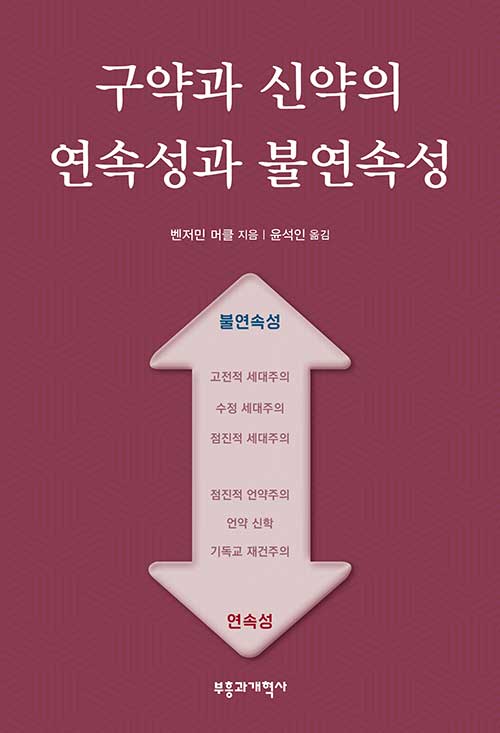 구약과 신약의
연속성과 불연속성
벤저민 머클 지음 | 윤석인 옮김
불연속성
고전적 세대주의
수정 세대주의
점진적 세대주의
점진적 언약주의
언약 신학
기독교 재건주의
연속성
부흥과개혁사